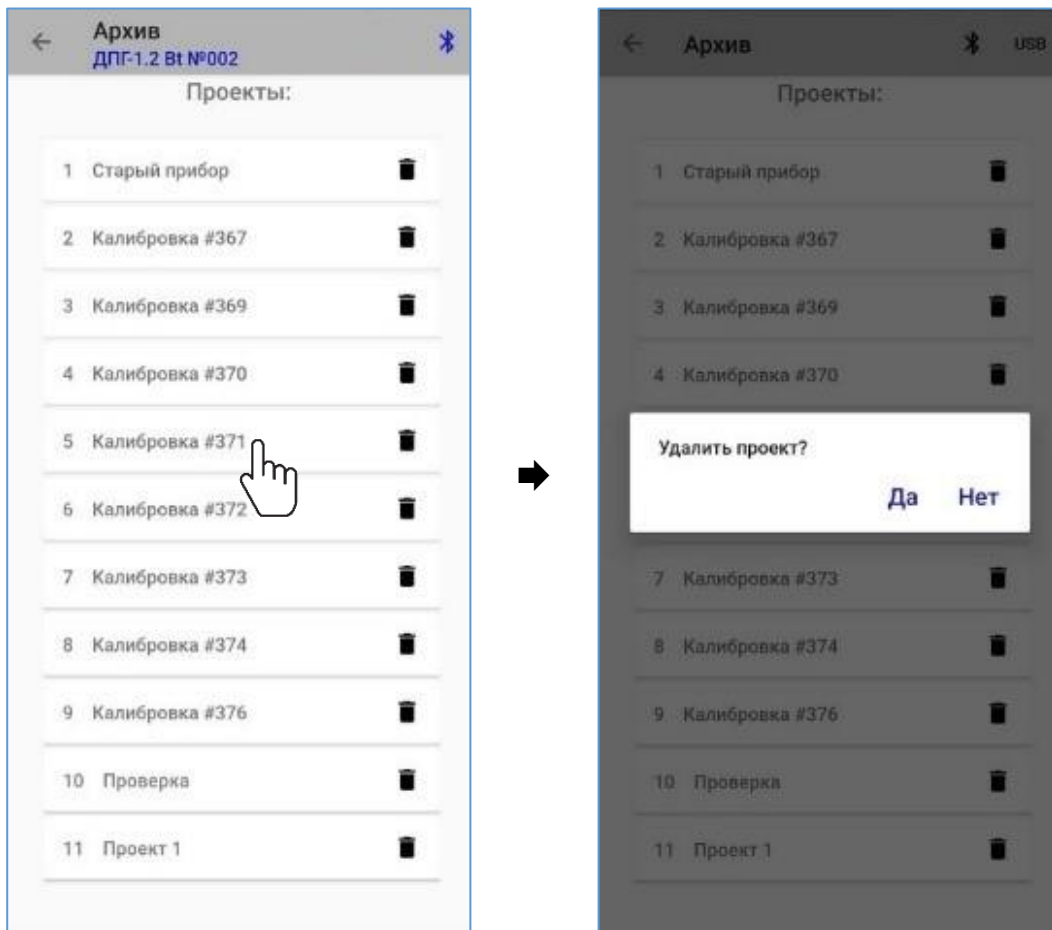 Архив
ДПГ-1.2 Bt №002
Проекты:
1 Старый прибор
2 Калибровка #367
3 Калибровка #369
4 Калибровка #370
5 Калибровка #371
6 Калибровка #372
7 Калибровка #373
8 Калибровка #374
9 Калибровка #376
10 Проверка
11 Проект 1
Архив USB
Проекты:
1 Старый прибор
2 Калибровка #367
3 Калибровка #369
4 Калибровка #370
Удалить проект?
Да Нет
7 Калибровка #373
8 Калибровка #374
9 Калибровка #376
10 Проверка
11 Проект 1